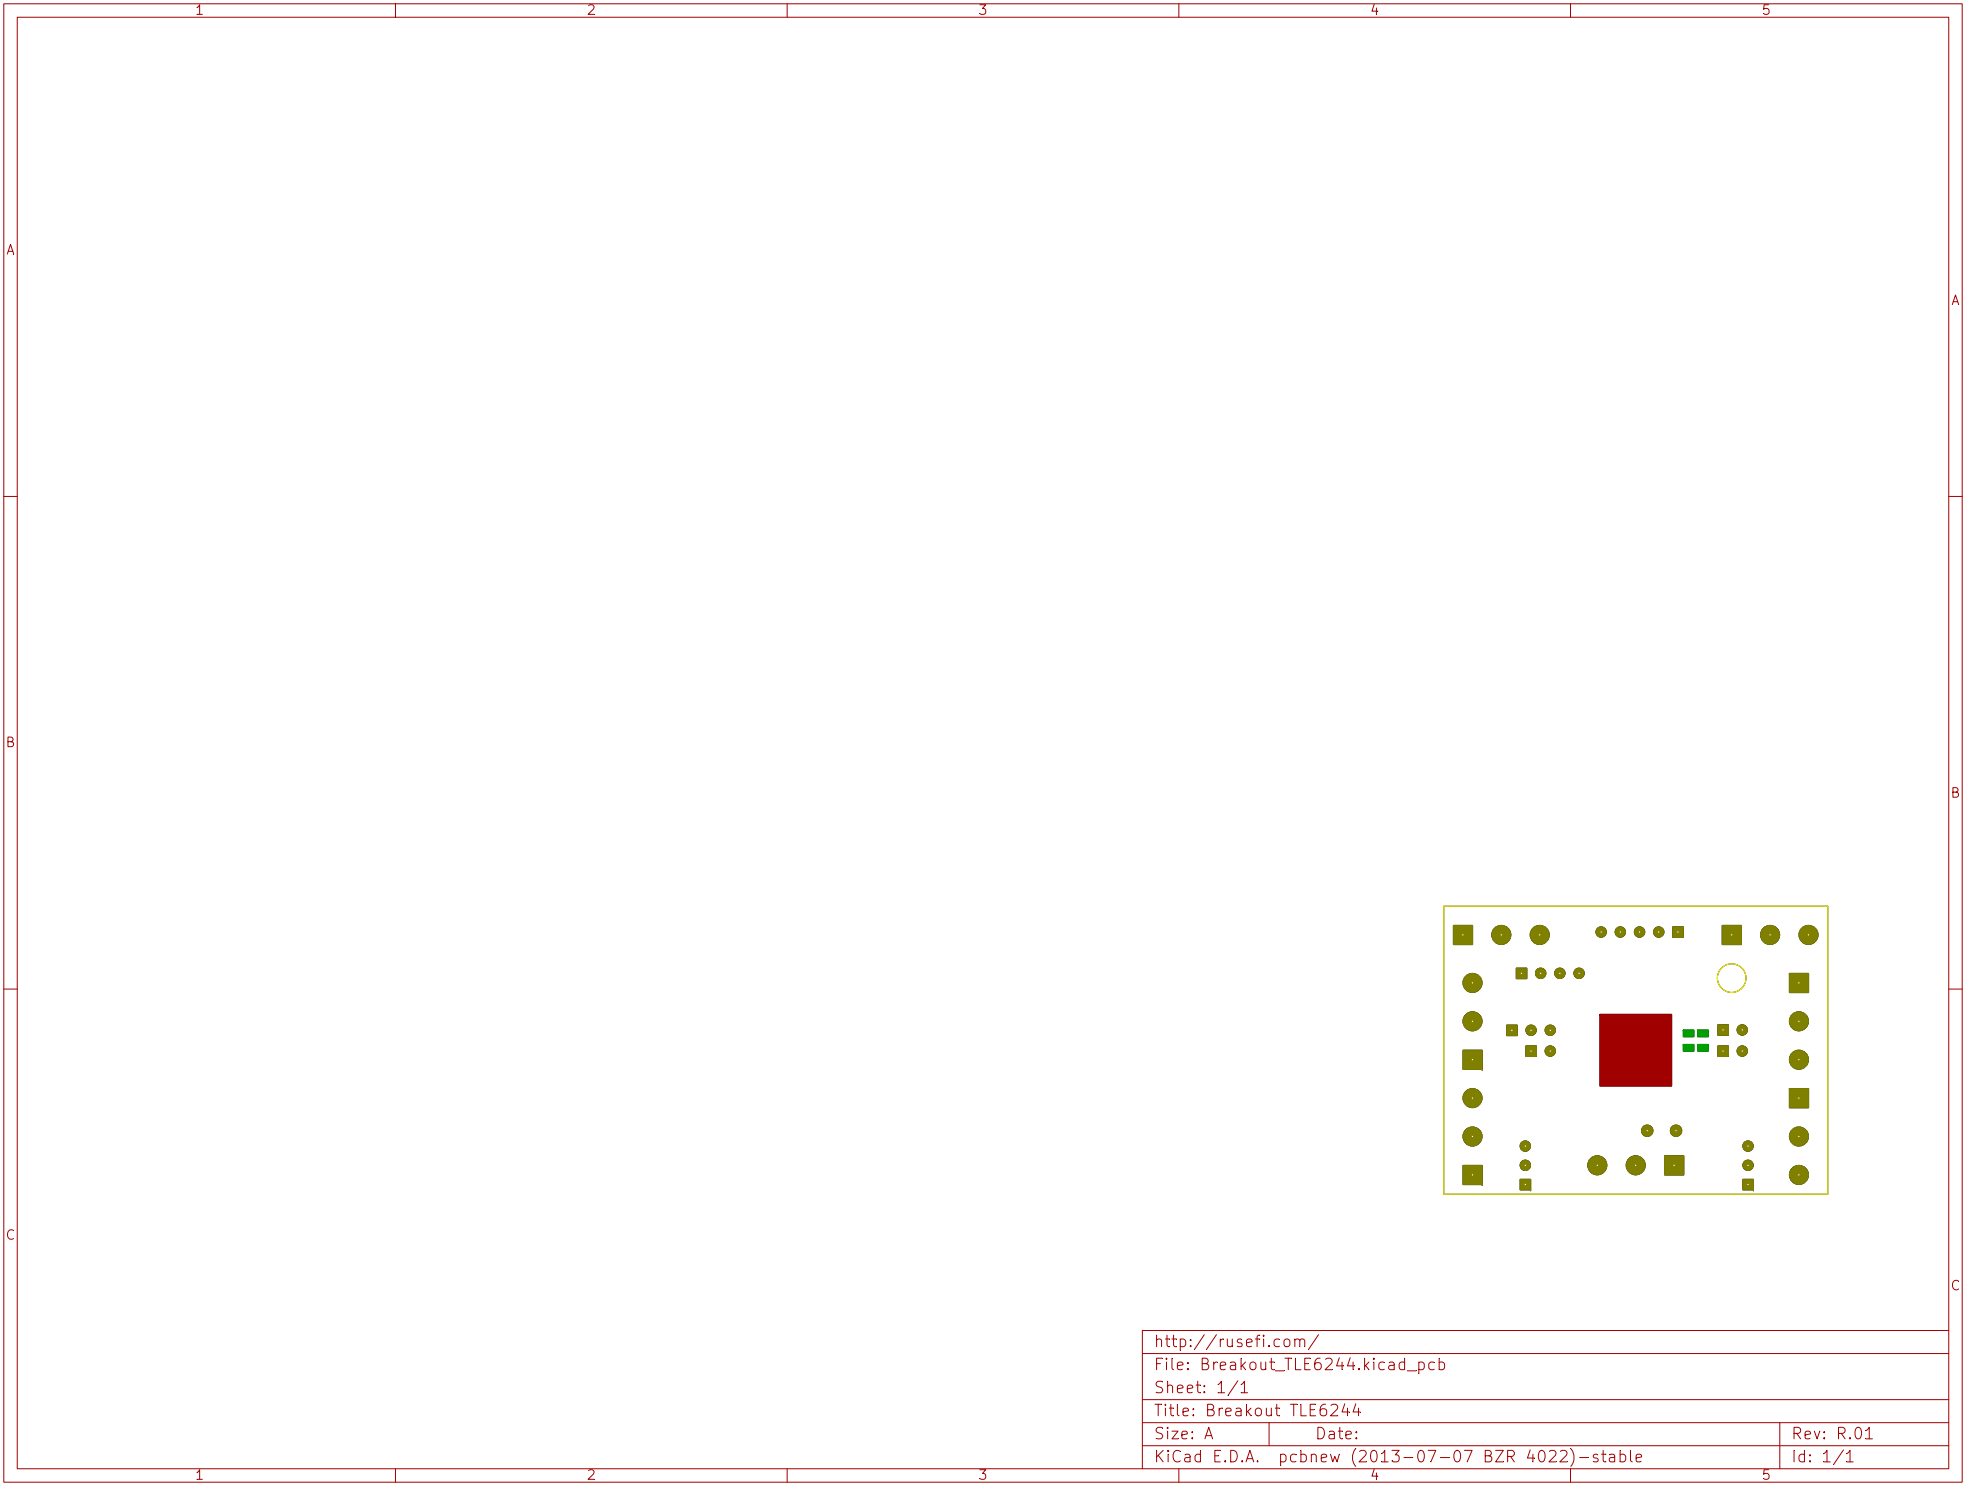 1 2 3 4 5
A
A
B
B
C
C
http://rusefi.com/
File: Breakout_TLE6244.kicad_pcb
Sheet: 1/1
Title: Breakout TLE6244
Size: A Date: Rev: R.01
KiCad E.D.A. pcbnew (2013-07-07 BZR 4022)-stable Id: 1/1
1 2 3 4 5